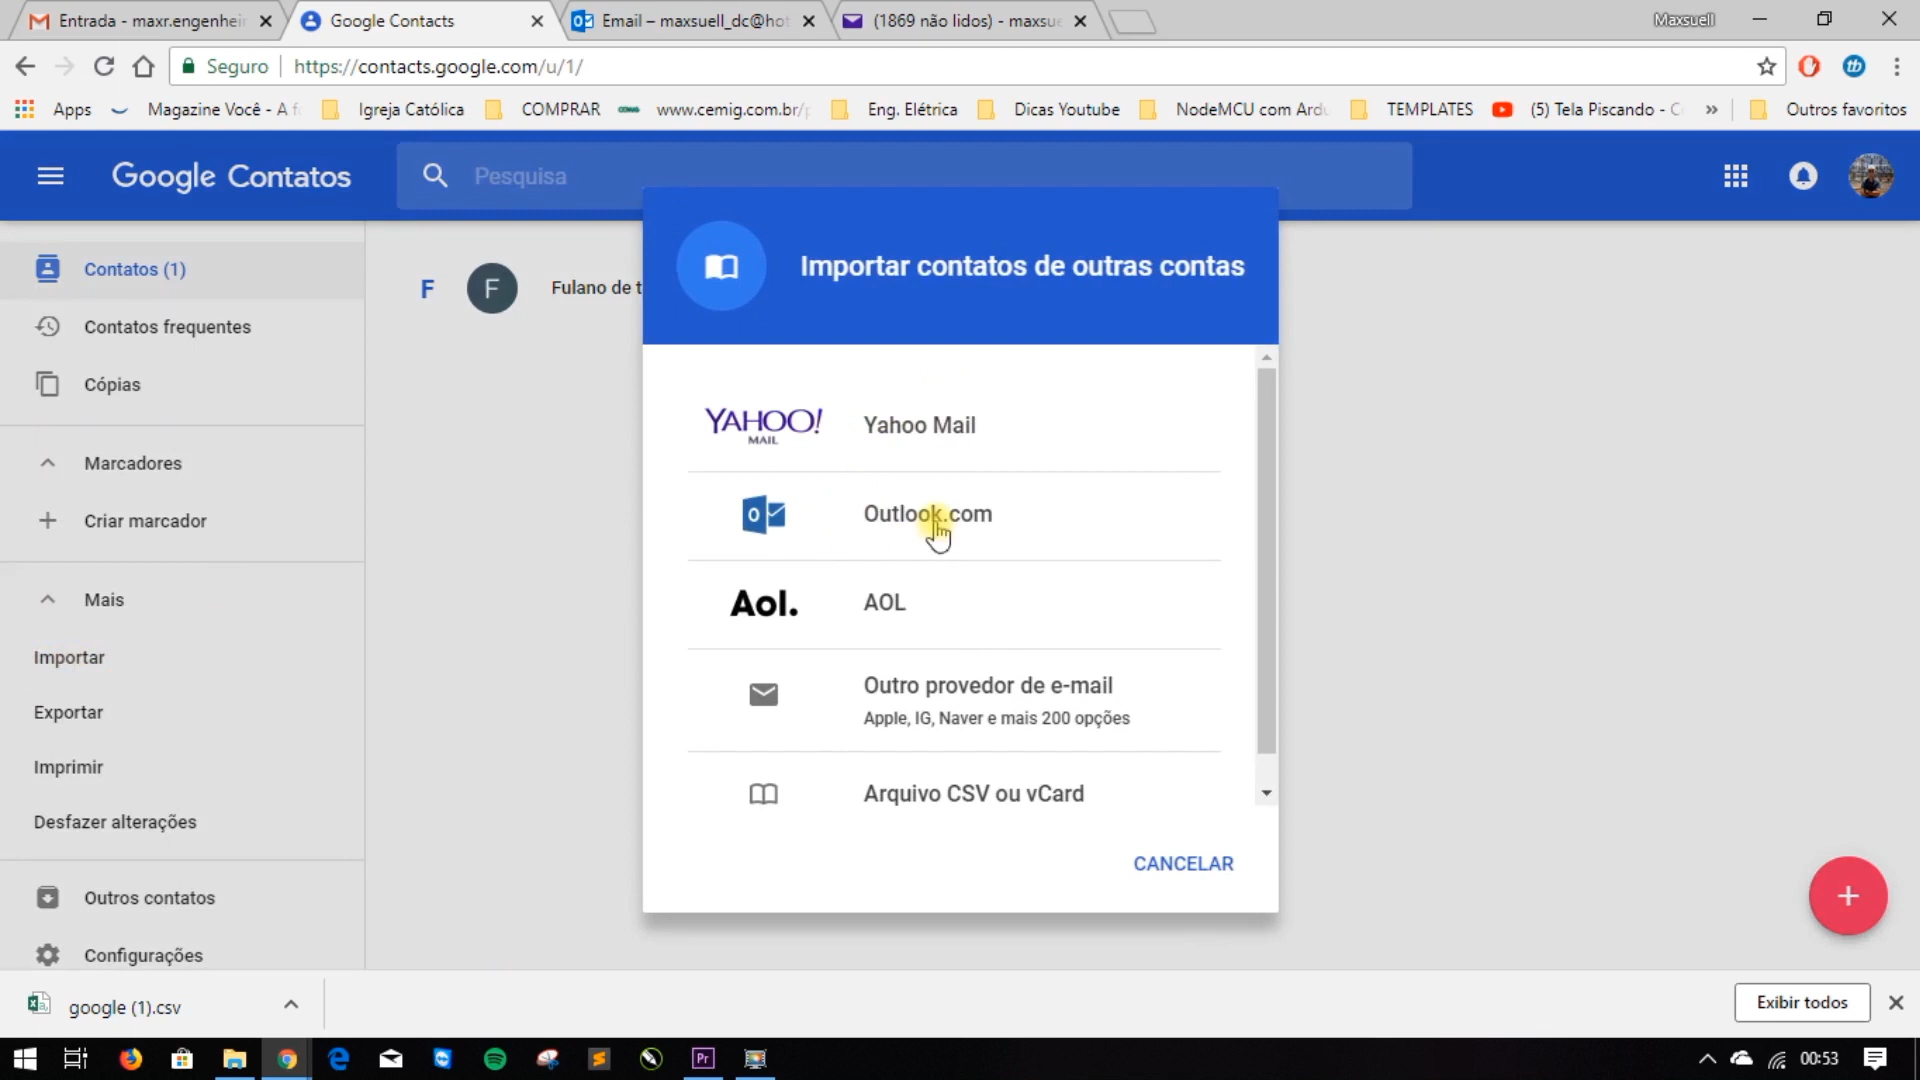 Entrada - maxr.engenheir
Google Contacts
Email – maxsuell_dc@hot
(1869 não lidos) - maxsue
Maxsuell
Seguro
https://contacts.google.com/u/1/
Apps
Magazine Você - A f
Igreja Católica
COMPRAR
www.cemig.com.br/p
Eng. Elétrica
Dicas Youtube
NodeMCU com Ardu
TEMPLATES
(5) Tela Piscando - C
»
Outros favoritos
Google Contatos
Pesquisa
Contatos (1)
Contatos frequentes
Cópias
Marcadores
Criar marcador
Mais
Importar
Exportar
Imprimir
Desfazer alterações
Outros contatos
Configurações
F
F
Fulano de t
Importar contatos de outras contas
YAHOO!
MAIL
Yahoo Mail
Outlook.com
Aol.
AOL
Outro provedor de e-mail
Apple, IG, Naver e mais 200 opções
Arquivo CSV ou vCard
CANCELAR
google (1).csv
Exibir todos
Pr
00:53